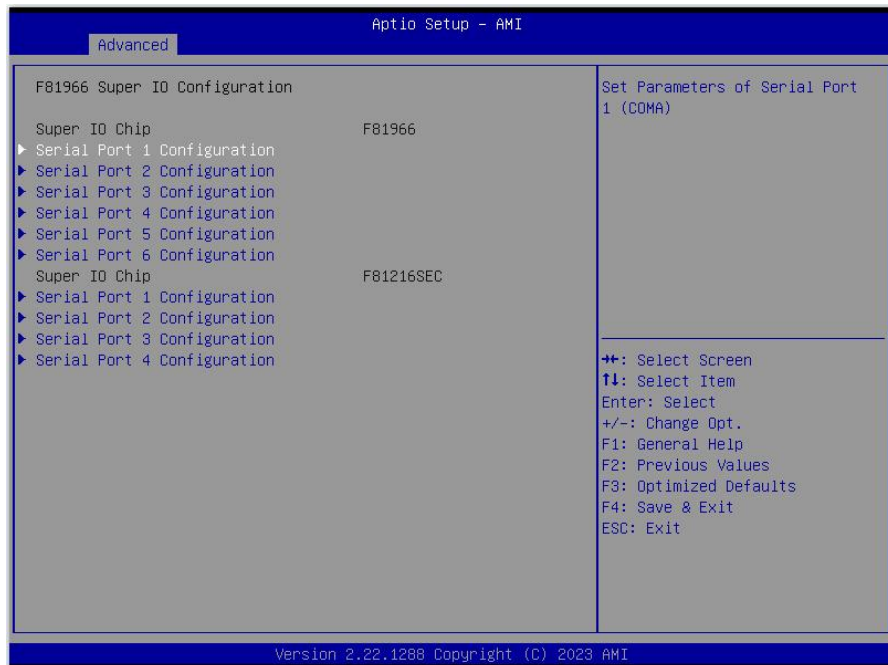 Aptio Setup – AMI
Advanced
F81966 Super IO Configuration
Super IO Chip F81966
Serial Port 1 Configuration
Serial Port 2 Configuration
Serial Port 3 Configuration
Serial Port 4 Configuration
Serial Port 5 Configuration
Serial Port 6 Configuration
Super IO Chip F81216SEC
Serial Port 1 Configuration
Serial Port 2 Configuration
Serial Port 3 Configuration
Serial Port 4 Configuration
Set Parameters of Serial Port
1 (COMA)
→←: Select Screen
↑↓: Select Item
Enter: Select
+/-: Change Opt.
F1: General Help
F2: Previous Values
F3: Optimized Defaults
F4: Save & Exit
ESC: Exit
Version 2.22.1288 Copyright (C) 2023 AMI